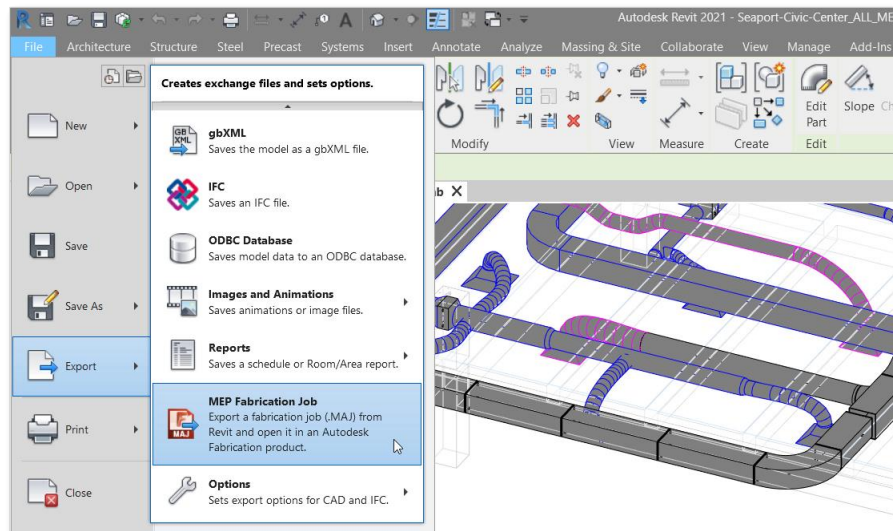 Autodesk Revit 2021 - Seaport-Civic-Center_ALL_ME
File Architecture Structure Steel Precast Systems Insert Annotate Analyze Massing & Site Collaborate View Manage Add-Ins
Creates exchange files and sets options.
New
Open
Save
Save As
Export
Print
Close
GB XML
gbXML
Saves the model as a gbXML file.
IFC
Saves an IFC file.
ODBC Database
Saves model data to an ODBC database.
Images and Animations
Saves animations or image files.
Reports
Saves a schedule or Room/Area report.
MAJ
MEP Fabrication Job
Export a fabrication job (.MAJ) from
Revit and open it in an Autodesk
Fabrication product.
Options
Sets export options for CAD and IFC.
Edit
Part
Slope Ch
Modify View Measure Create Edit